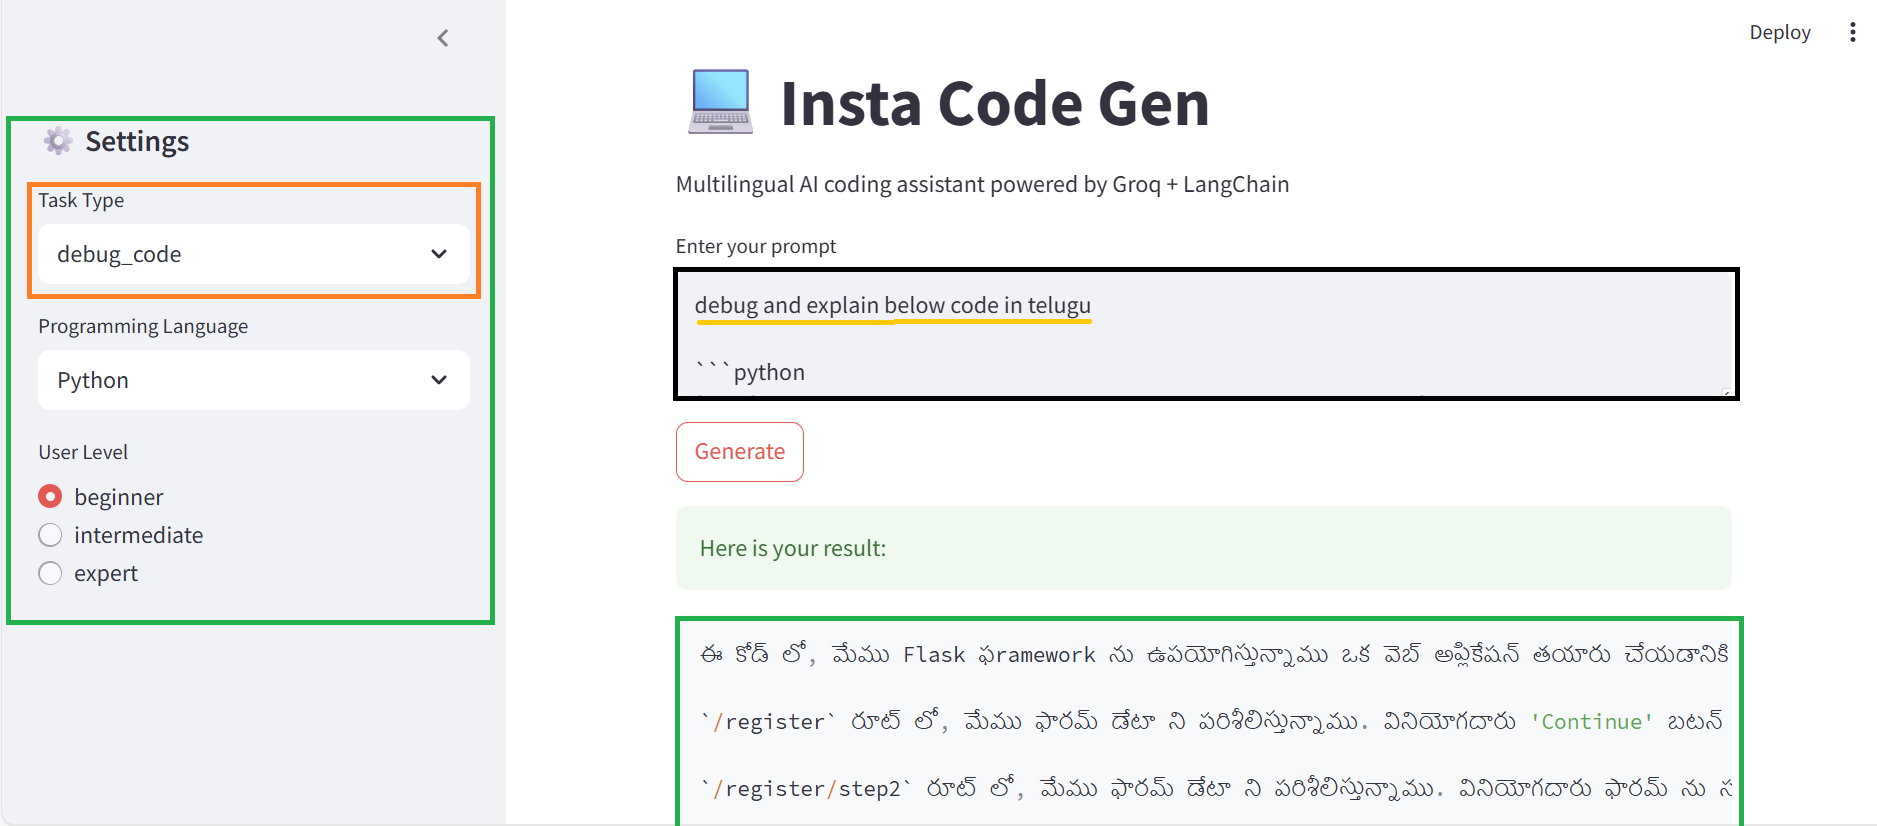 Deploy
Settings
Task Type
debug_code
Programming Language
Python
User Level
beginner
intermediate
expert
Insta Code Gen
Multilingual AI coding assistant powered by Groq + LangChain
Enter your prompt
debug and explain below code in telugu
```python
Generate
Here is your result:
ఈ కోడ్ లో, మేము Flask ఫramework ను ఉపయోగిస్తున్నాము ఒక వెబ్ అప్లికేషన్ తయారు చేయడానికి
`/register` రూట్ లో, మేము ఫారమ్ డేటా ని పరిశీలిస్తున్నాము. వినియోగదారు 'Continue' బటన్
`/register/step2` రూట్ లో, మేము ఫారమ్ డేటా ని పరిశీలిస్తున్నాము. వినియోగదారు ఫారమ్ ను